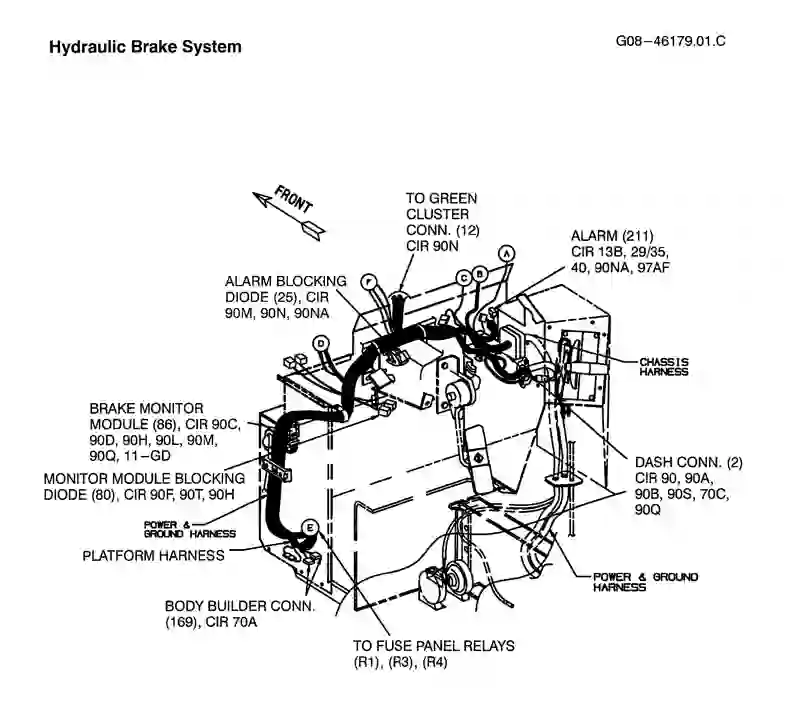 Hydraulic Brake System
G08-46179.01.C
FRONT
TO GREEN
CLUSTER
CONN. (12)
CIR 90N
ALARM (211)
CIR 13B, 29/35,
40, 90NA, 97AF
ALARM BLOCKING
DIODE (25), CIR
90M, 90N, 90NA
F
C
B
A
D
CHASSIS
HARNESS
BRAKE MONITOR
MODULE (86), CIR 90C,
90D, 90H, 90L, 90M,
90Q, 11-GD
MONITOR MODULE BLOCKING
DIODE (80), CIR 90F, 90T, 90H
DASH CONN. (2)
CIR 90, 90A,
90B, 90S, 70C,
90Q
POWER &
GROUND HARNESS
E
PLATFORM HARNESS
POWER & GROUND
HARNESS
BODY BUILDER CONN.
(169), CIR 70A
TO FUSE PANEL RELAYS
(R1), (R3), (R4)